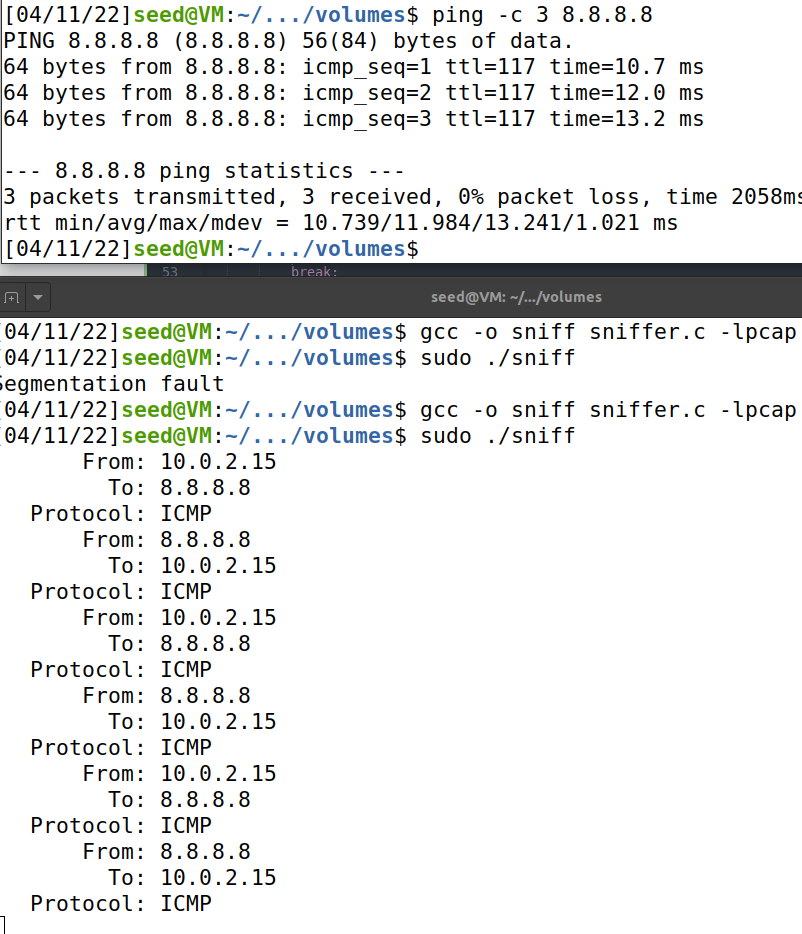 [04/11/22]seed@VM:~/.../volumes$ ping -c 3 8.8.8.8
PING 8.8.8.8 (8.8.8.8) 56(84) bytes of data.
64 bytes from 8.8.8.8: icmp_seq=1 ttl=117 time=10.7 ms
64 bytes from 8.8.8.8: icmp_seq=2 ttl=117 time=12.0 ms
64 bytes from 8.8.8.8: icmp_seq=3 ttl=117 time=13.2 ms
--- 8.8.8.8 ping statistics ---
3 packets transmitted, 3 received, 0% packet loss, time 2058ms
rtt min/avg/max/mdev = 10.739/11.984/13.241/1.021 ms
[04/11/22]seed@VM:~/.../volumes$
53 break;
seed@VM: ~/.../volumes
[04/11/22]seed@VM:~/.../volumes$ gcc -o sniff sniffer.c -lpcap
[04/11/22]seed@VM:~/.../volumes$ sudo ./sniff
Segmentation fault
[04/11/22]seed@VM:~/.../volumes$ gcc -o sniff sniffer.c -lpcap
[04/11/22]seed@VM:~/.../volumes$ sudo ./sniff
From: 10.0.2.15
To: 8.8.8.8
Protocol: ICMP
From: 8.8.8.8
To: 10.0.2.15
Protocol: ICMP
From: 10.0.2.15
To: 8.8.8.8
Protocol: ICMP
From: 8.8.8.8
To: 10.0.2.15
Protocol: ICMP
From: 10.0.2.15
To: 8.8.8.8
Protocol: ICMP
From: 8.8.8.8
To: 10.0.2.15
Protocol: ICMP